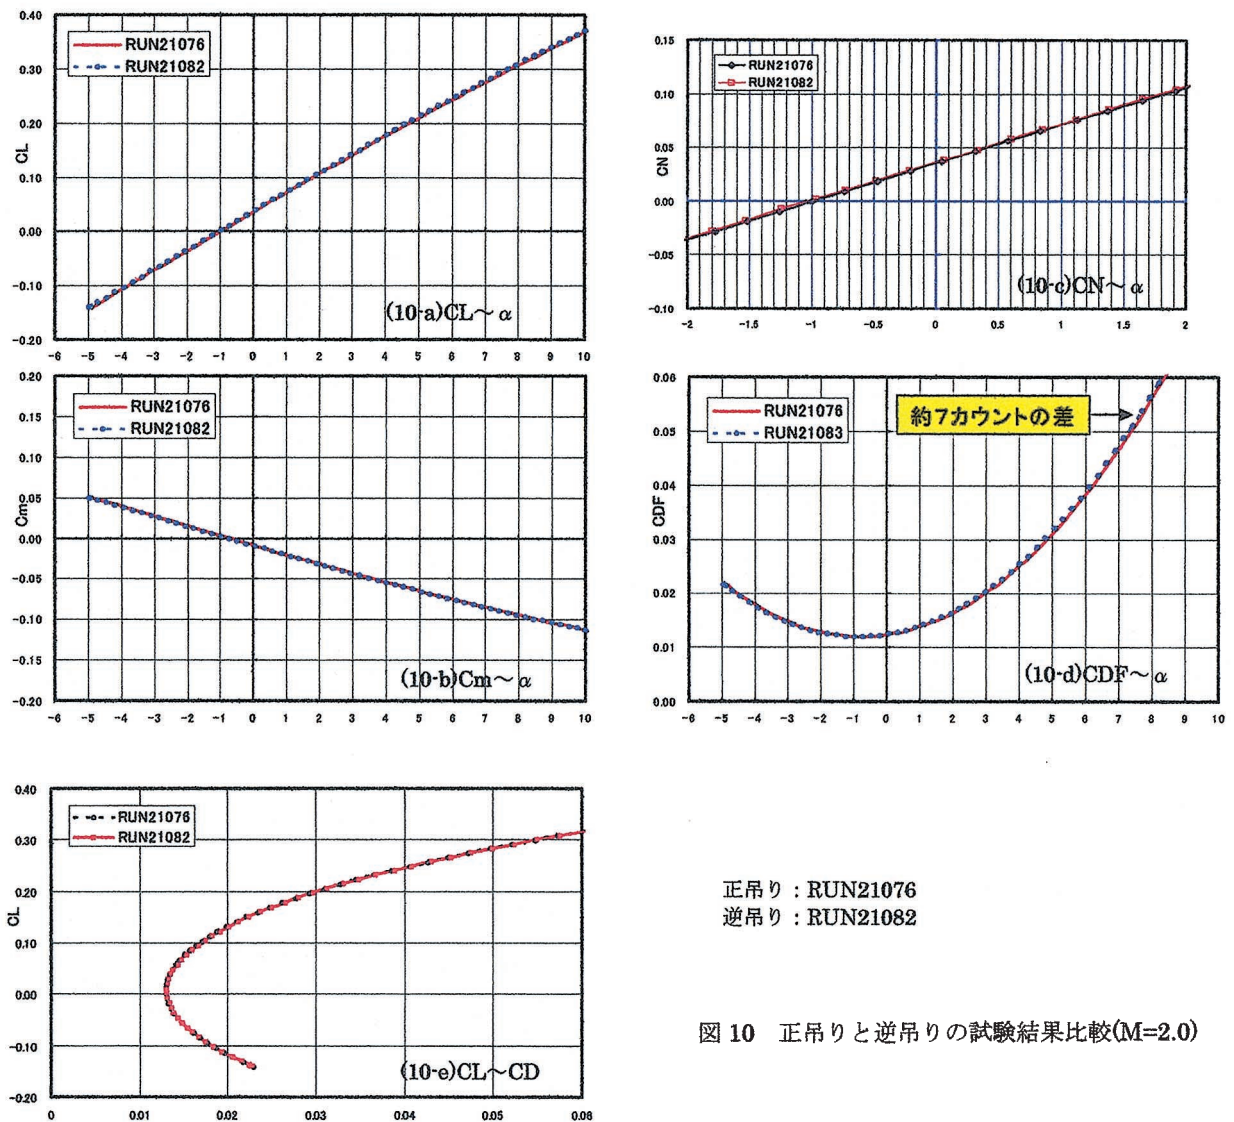 0.40
0.30
0.20
0.10
0.00
-0.10
-0.20
CL
RUN21076
RUN21082
(10-a)CL～α
-6 -5 -4 -3 -2 -1 0 1 2 3 4 5 6 7 8 9 10
0.15
0.10
0.05
0.00
-0.05
-0.10
CN
RUN21076
RUN21082
(10-c)CN～α
-2 -1.5 -1 -0.5 0 0.5 1 1.5 2
0.20
0.15
0.10
0.05
0.00
-0.05
-0.10
-0.15
-0.20
Cm
RUN21076
RUN21082
(10-b)Cm～α
-6 -5 -4 -3 -2 -1 0 1 2 3 4 5 6 7 8 9 10
0.06
0.05
0.04
0.03
0.02
0.01
0.00
CDF
RUN21076
RUN21083
約7カウントの差
(10-d)CDF～α
-6 -5 -4 -3 -2 -1 0 1 2 3 4 5 6 7 8 9 10
0.40
0.30
0.20
0.10
0.00
-0.10
-0.20
CL
RUN21076
RUN21082
(10-e)CL～CD
0 0.01 0.02 0.03 0.04 0.05 0.06
正吊り：RUN21076
逆吊り：RUN21082
図 10 正吊りと逆吊りの試験結果比較(M=2.0)